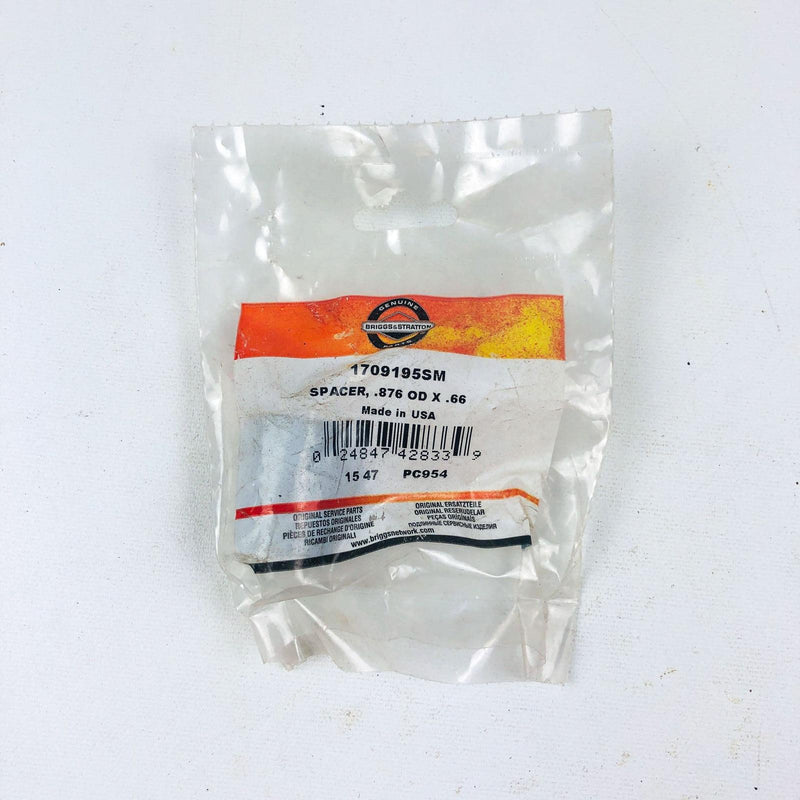 GENUINE
BRIGGS & STRATTON
PARTS
1709195SM
SPACER, .876 OD X .66
Made in USA
0 24847 42833 9
15 47 PC954
ORIGINAL SERVICE PARTS
REPUESTOS ORIGINALES
PIÈCES DE RECHANGE D'ORIGINE
RICAMBI ORIGINALI
ORIGINAL ERSATZTEILE
ORIGINAL RESERVDELAR
PEÇAS ORIGINAIS
ПОДЛИННЫЕ СЕРВИСНЫЕ ИЗДЕЛИЯ
www.briggsnetwork.com